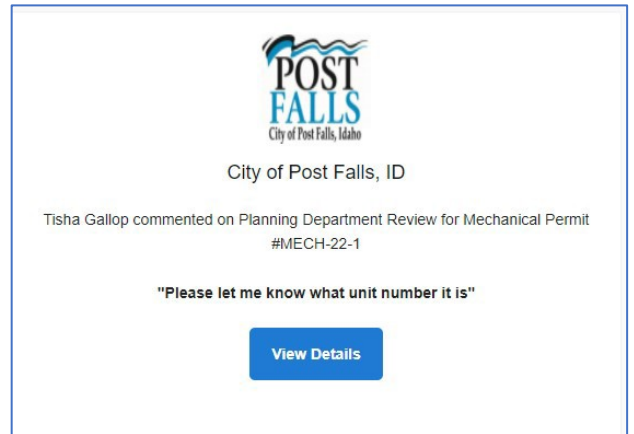 POST
FALLS
City of Post Falls, Idaho
City of Post Falls, ID
Tisha Gallop commented on Planning Department Review for Mechanical Permit
#MECH-22-1
"Please let me know what unit number it is"
View Details